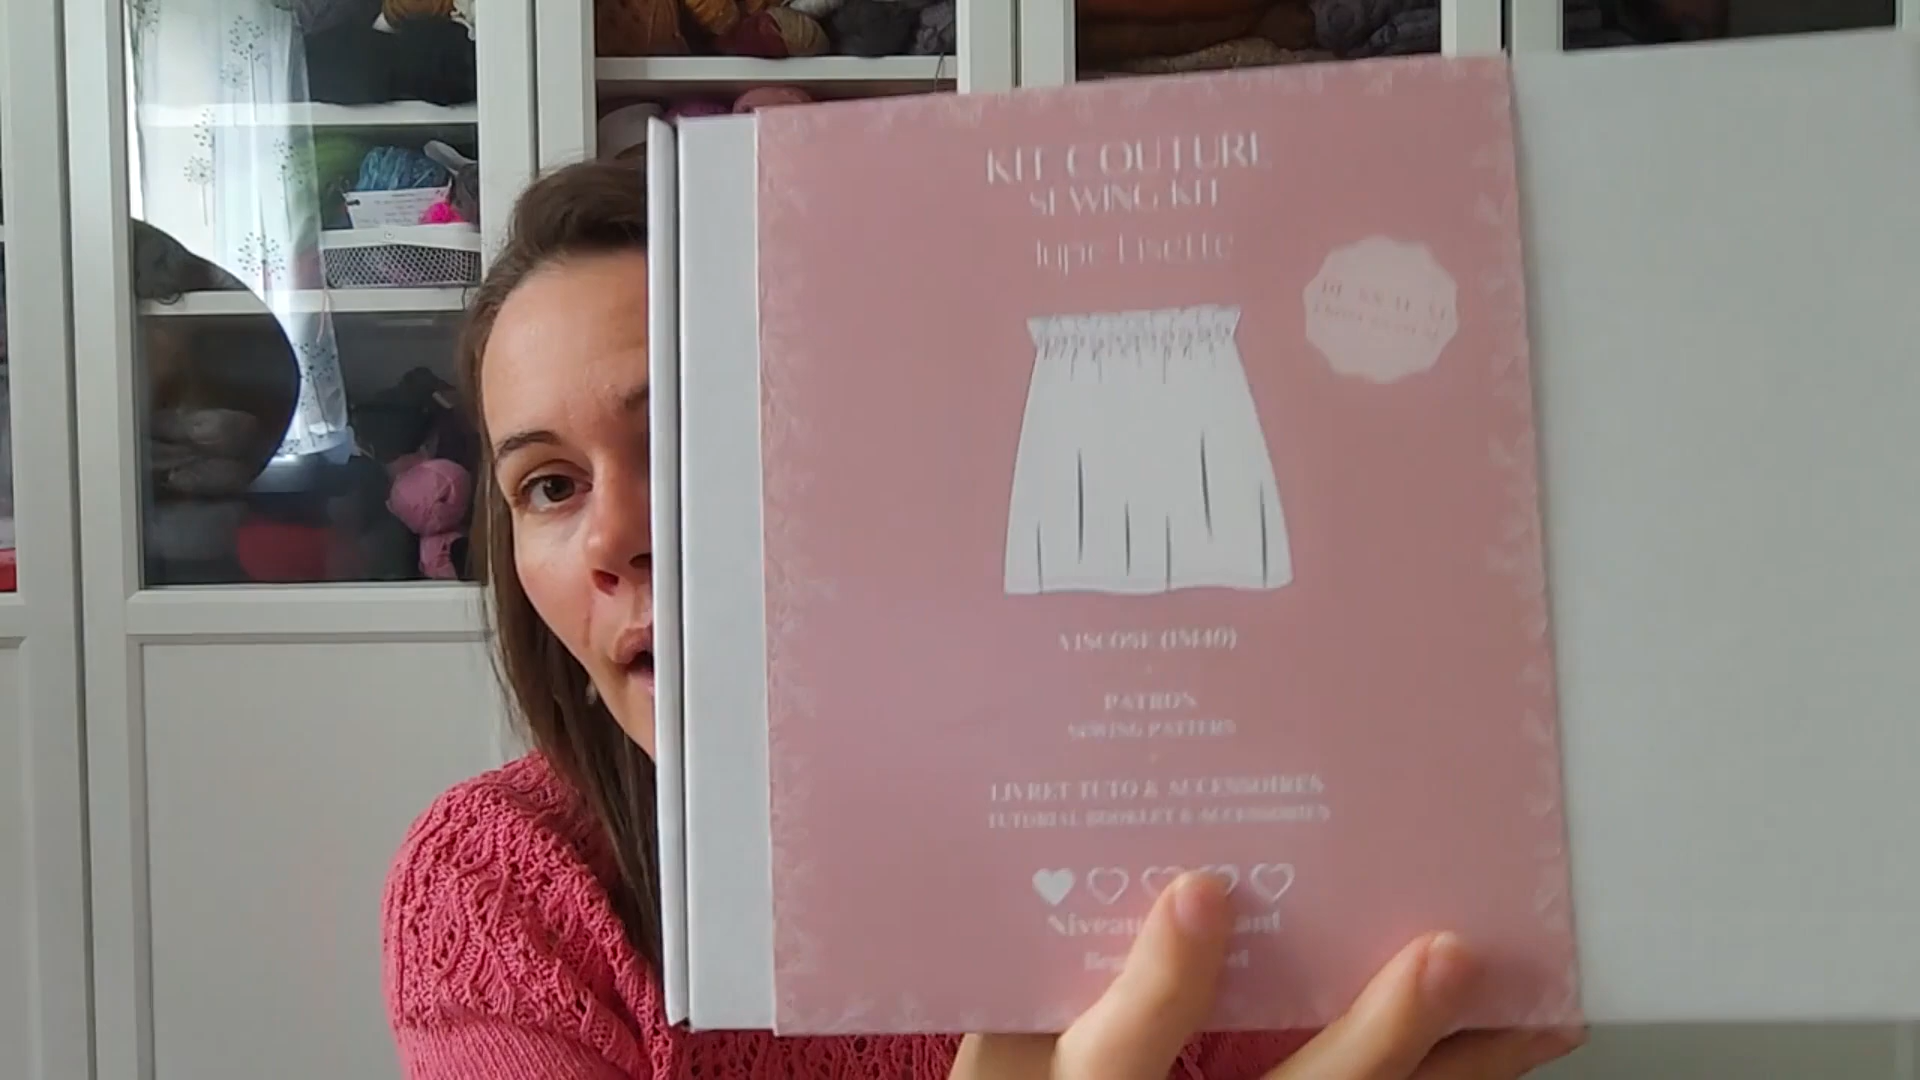 KIT COUTURE
SEWING KIT
Jupe Lisette
VISCOSE (1M40)
PATRON
SEWING PATTERN
LIVRET TUTO & ACCESSOIRES
TUTORIAL BOOKLET & ACCESSORIES